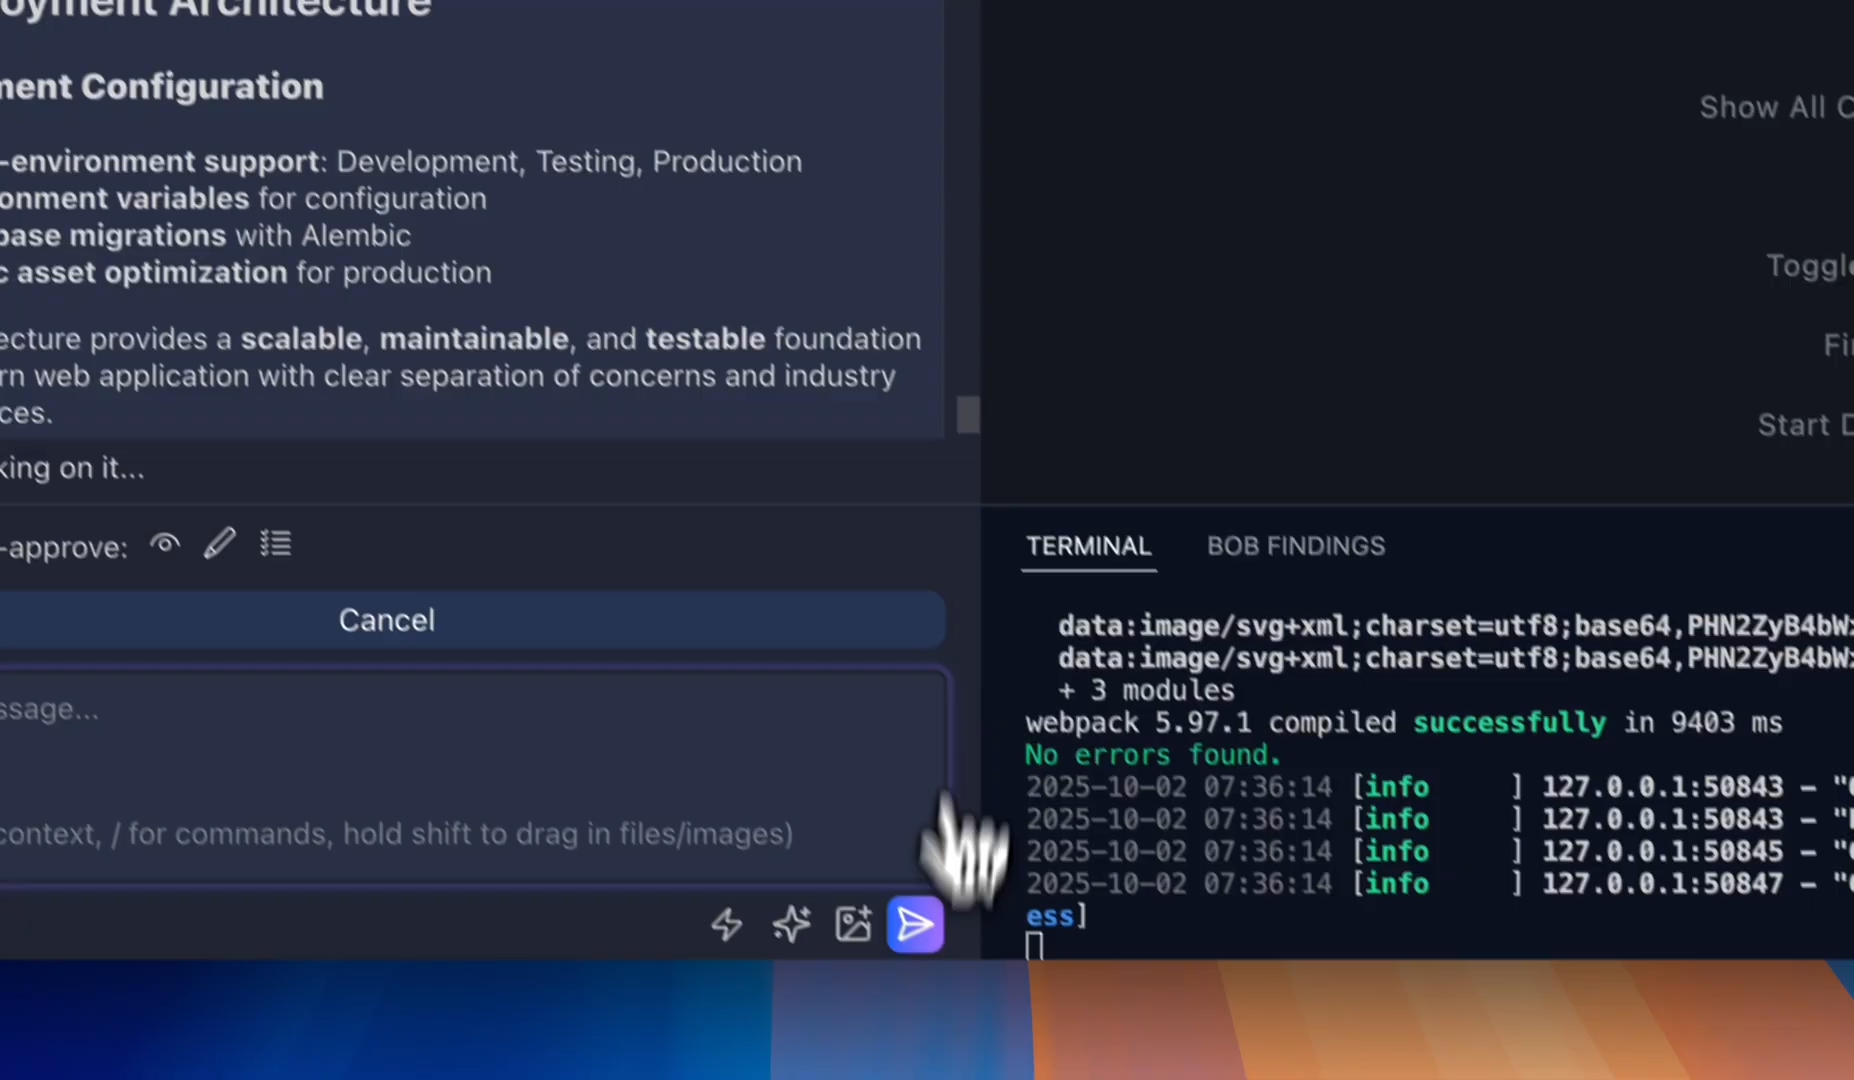 oyment Architecture
ment Configuration
-environment support: Development, Testing, Production
onment variables for configuration
base migrations with Alembic
c asset optimization for production
ecture provides a scalable, maintainable, and testable foundation
rn web application with clear separation of concerns and industry
ces.
king on it...
-approve:
Cancel
ssage...
context, / for commands, hold shift to drag in files/images)
Show All C
Toggle
Fi
Start D
TERMINAL BOB FINDINGS
data:image/svg+xml;charset=utf8;base64,PHN2ZyB4bW
data:image/svg+xml;charset=utf8;base64,PHN2ZyB4bW
+ 3 modules
webpack 5.97.1 compiled successfully in 9403 ms
No errors found.
2025-10-02 07:36:14 [info ] 127.0.0.1:50843 - "
2025-10-02 07:36:14 [info ] 127.0.0.1:50843 - "
2025-10-02 07:36:14 [info ] 127.0.0.1:50845 - "
2025-10-02 07:36:14 [info ] 127.0.0.1:50847 - "
ess]